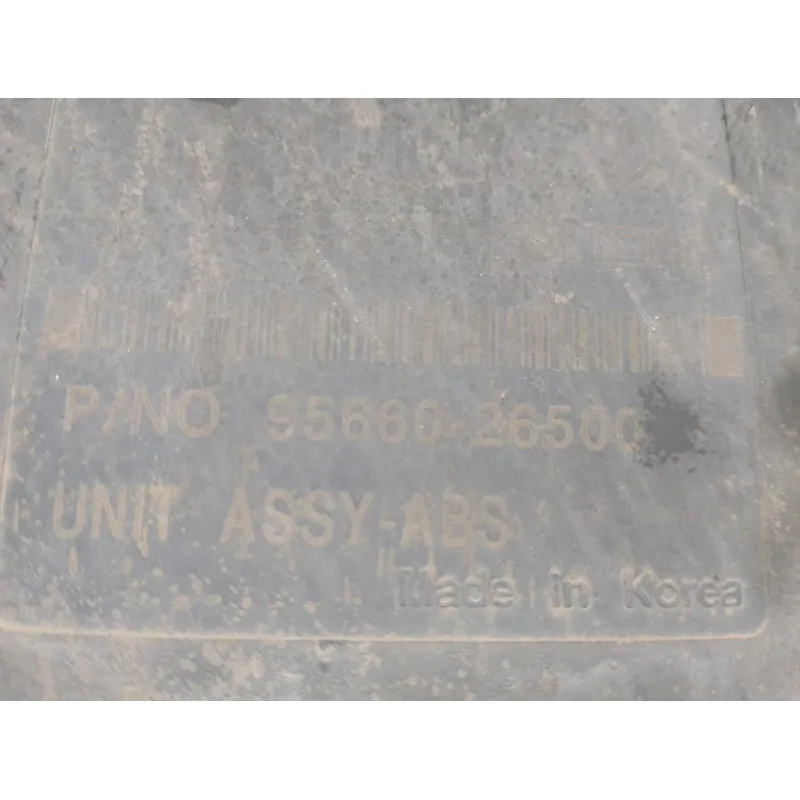 P/NO 95660-26500
UNIT ASSY-ABS
Made in Korea